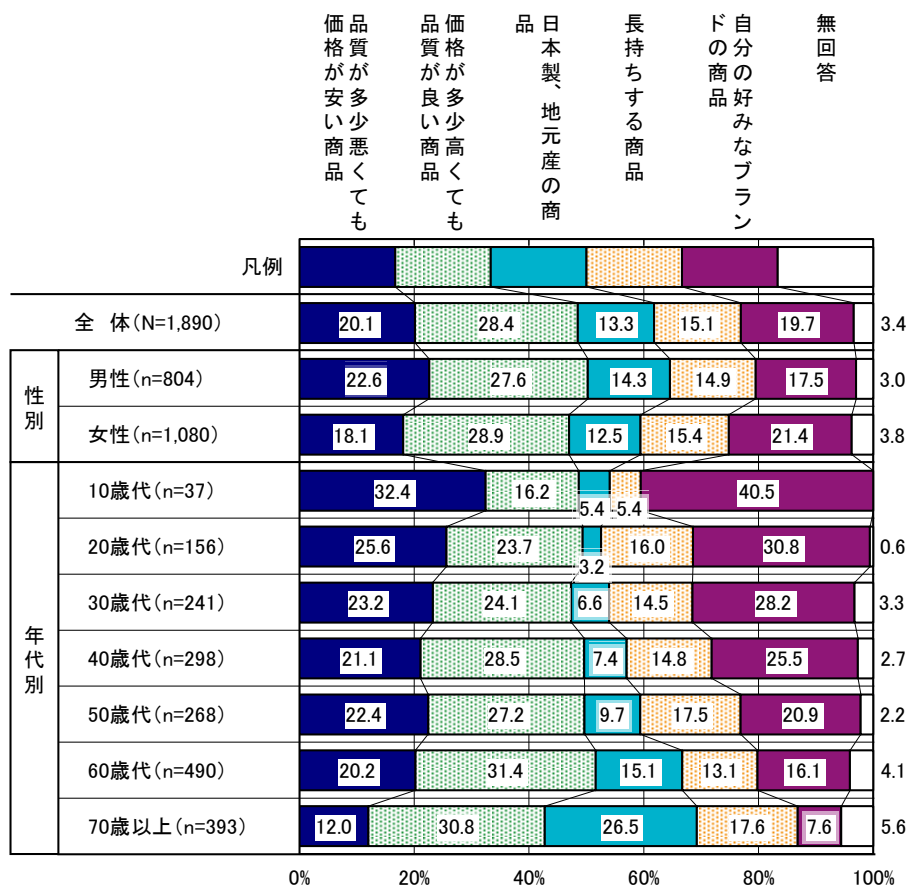 品質が多少悪くても
価格が安い商品
価格が多少高くても
品質が良い商品
日本製、地元産の商
品
長持ちする商品
自分の好みなブラン
ドの商品
無回答
凡例
全 体(N=1,890)
20.1 28.4 13.3 15.1 19.7 3.4
性別
男性(n=804)
22.6 27.6 14.3 14.9 17.5 3.0
女性(n=1,080)
18.1 28.9 12.5 15.4 21.4 3.8
年代別
10歳代(n=37)
32.4 16.2 5.4 5.4 40.5
20歳代(n=156)
25.6 23.7 3.2 16.0 30.8 0.6
30歳代(n=241)
23.2 24.1 6.6 14.5 28.2 3.3
40歳代(n=298)
21.1 28.5 7.4 14.8 25.5 2.7
50歳代(n=268)
22.4 27.2 9.7 17.5 20.9 2.2
60歳代(n=490)
20.2 31.4 15.1 13.1 16.1 4.1
70歳以上(n=393)
12.0 30.8 26.5 17.6 7.6 5.6
0% 20% 40% 60% 80% 100%